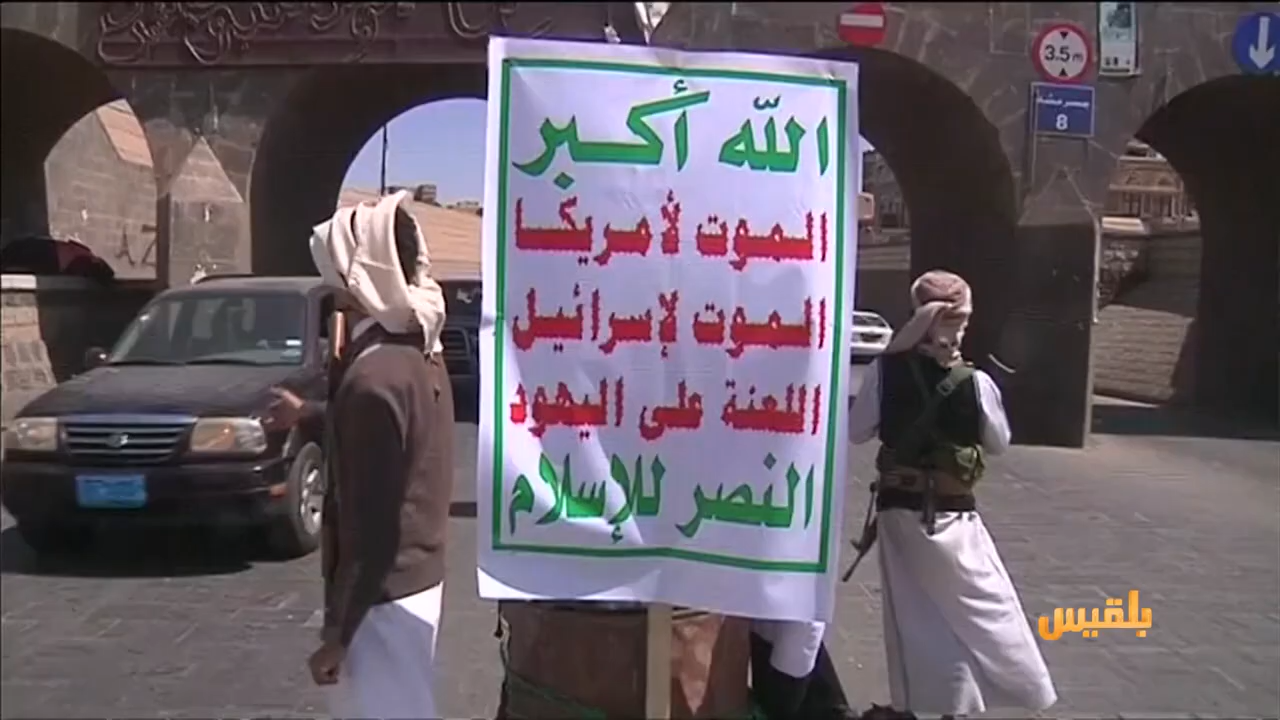 الله أكبر
الموت لأمريكا
الموت لإسرائيل
اللعنة على اليهود
النصر للإسلام
3.5m
8
بلقيس